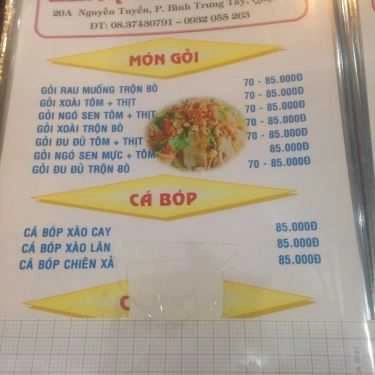 20A Nguyễn Tuyển, P. Bình Trưng Tây,
ĐT: 08.37430791 - 0932 055 263
MÓN GỎI
GỎI RAU MUỐNG TRỘN BÒ 70 - 85.000Đ
GỎI XOÀI TÔM + THỊT 70 - 85.000Đ
GỎI NGÓ SEN TÔM + THỊT 70 - 85.000Đ
GỎI XOÀI TRỘN BÒ 70 - 85.000Đ
GỎI ĐU ĐỦ TÔM + THỊT 70 - 85.000Đ
GỎI NGÓ SEN MỰC + TÔM 85.000Đ
GỎI ĐU ĐỦ TRỘN BÒ 70 - 85.000Đ
CÁ BÓP
CÁ BÓP XÀO CAY 85.000Đ
CÁ BÓP XÀO LĂN 85.000Đ
CÁ BÓP CHIÊN XẢ 85.000Đ